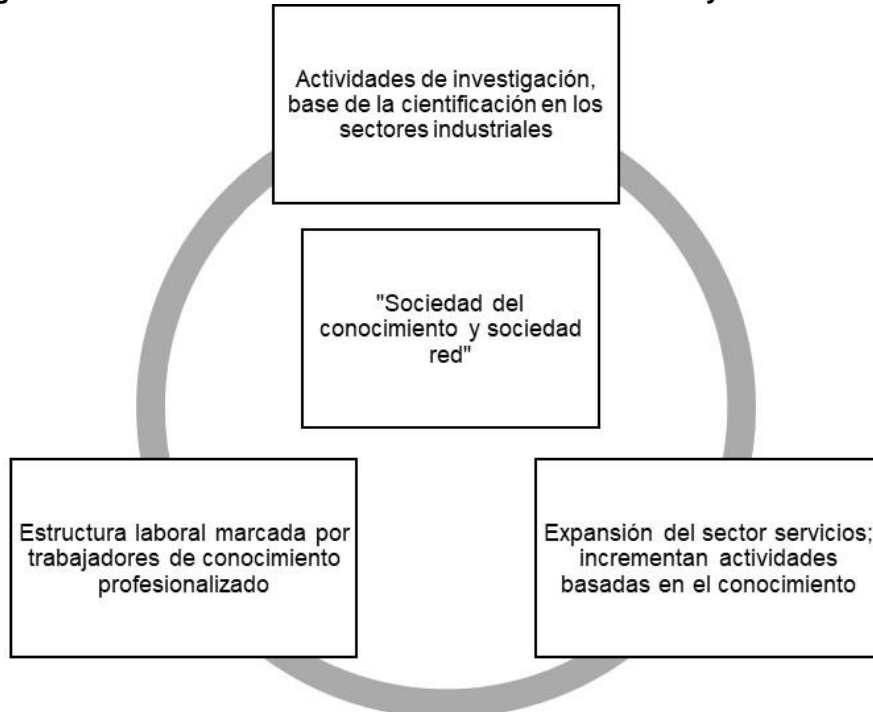 Actividades de investigación,
base de la cientificación en los
sectores industriales
"Sociedad del
conocimiento y sociedad
red"
Estructura laboral marcada por
trabajadores de conocimiento
profesionalizado
Expansión del sector servicios;
incrementan actividades
basadas en el conocimiento